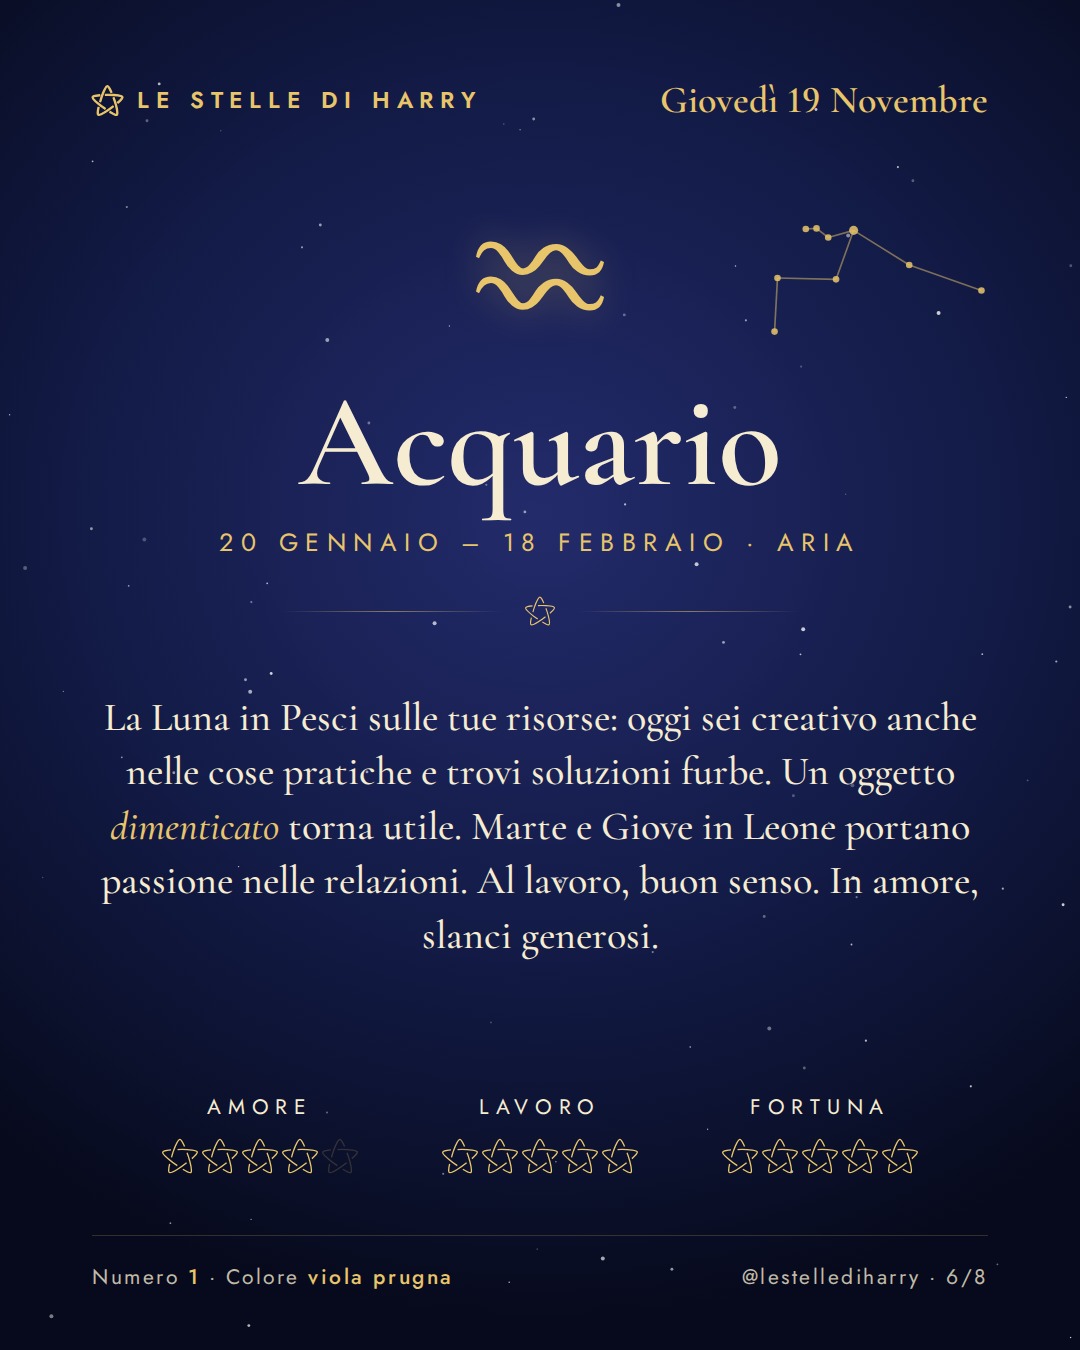 LE STELLE DI HARRY
Giovedì 19 Novembre
Acquario
20 GENNAIO – 18 FEBBRAIO · ARIA
La Luna in Pesci sulle tue risorse: oggi sei creativo anche
nelle cose pratiche e trovi soluzioni furbe. Un oggetto
dimenticato torna utile. Marte e Giove in Leone portano
passione nelle relazioni. Al lavoro, buon senso. In amore,
slanci generosi.
AMORE
LAVORO
FORTUNA
Numero 1 · Colore viola prugna
@lestellediharry · 6/8